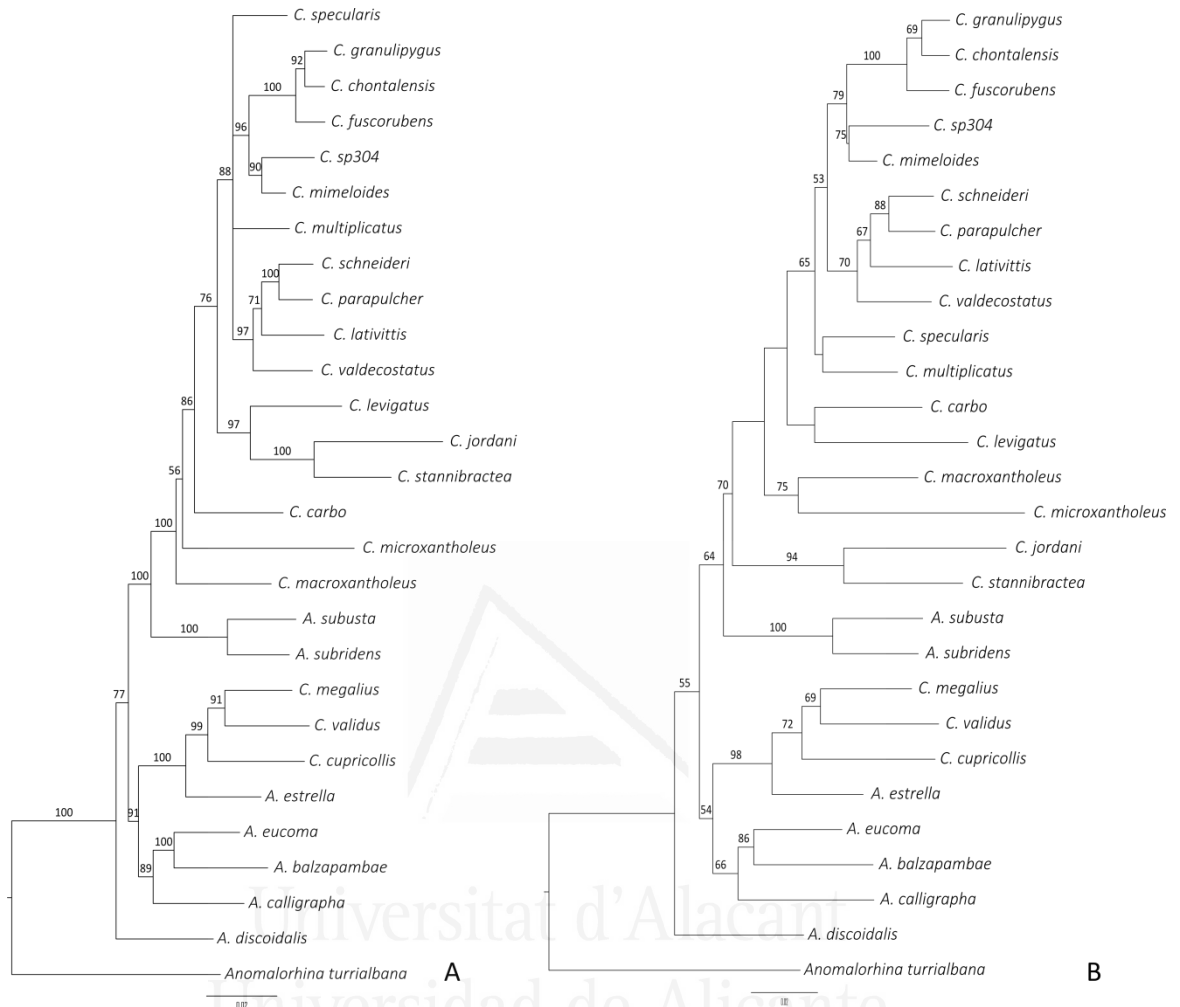 C. specularis
92
C. granulipygus
100
C. chontalensis
C. fuscorubens
96
C. sp304
90
C. mimeloides
88
C. multiplicatus
100
C. schneideri
71
C. parapulcher
97
C. lativittis
C. valdecostatus
76
C. levigatus
97
C. jordani
100
C. stannibractea
86
C. carbo
56
C. microxantholeus
100
C. macroxantholeus
100
A. subusta
100
A. subridens
77
91
C. megalius
99
C. validus
100
C. cupricollis
A. estrella
91
A. eucoma
100
A. balzapambae
89
A. calligrapha
100
A. discoidalis
Anomalorhina turrialbana
A
0.02
69
C. granulipygus
100
C. chontalensis
C. fuscorubens
79
C. sp304
75
C. mimeloides
53
88
C. schneideri
67
C. parapulcher
70
C. lativittis
C. valdecostatus
65
C. specularis
C. multiplicatus
C. carbo
C. levigatus
75
C. macroxantholeus
C. microxantholeus
70
94
C. jordani
C. stannibractea
64
100
A. subusta
A. subridens
55
69
C. megalius
72
C. validus
98
C. cupricollis
A. estrella
54
86
A. eucoma
66
A. balzapambae
A. calligrapha
A. discoidalis
Anomalorhina turrialbana
B
Universitat d'Alacant
Universidad de Alicante